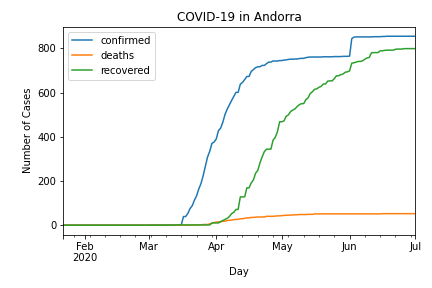 COVID-19 in Andorra
confirmed
deaths
recovered
Number of Cases
800
600
400
200
0
Feb
2020
Mar
Apr
May
Jun
Jul
Day